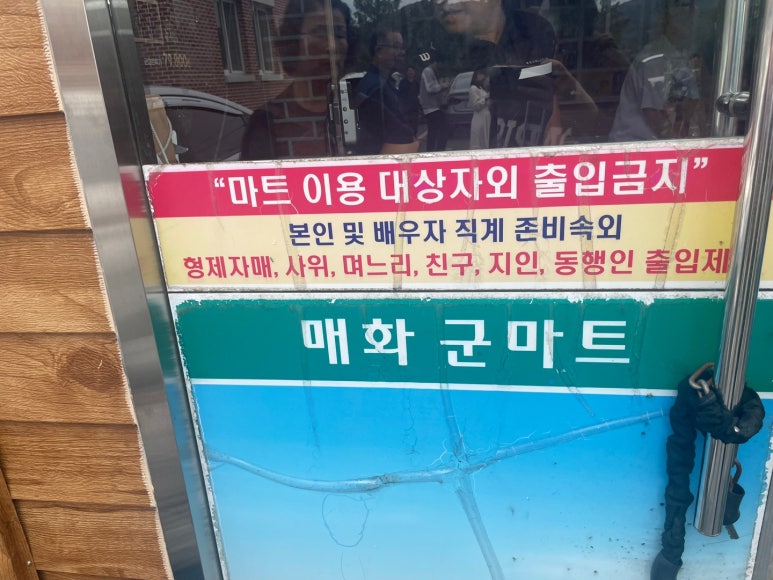 “마트 이용 대상자외 출입금지”
본인 및 배우자 직계 존비속외
형제자매, 사위, 며느리, 친구, 지인, 동행인 출입제
매화 군마트
W